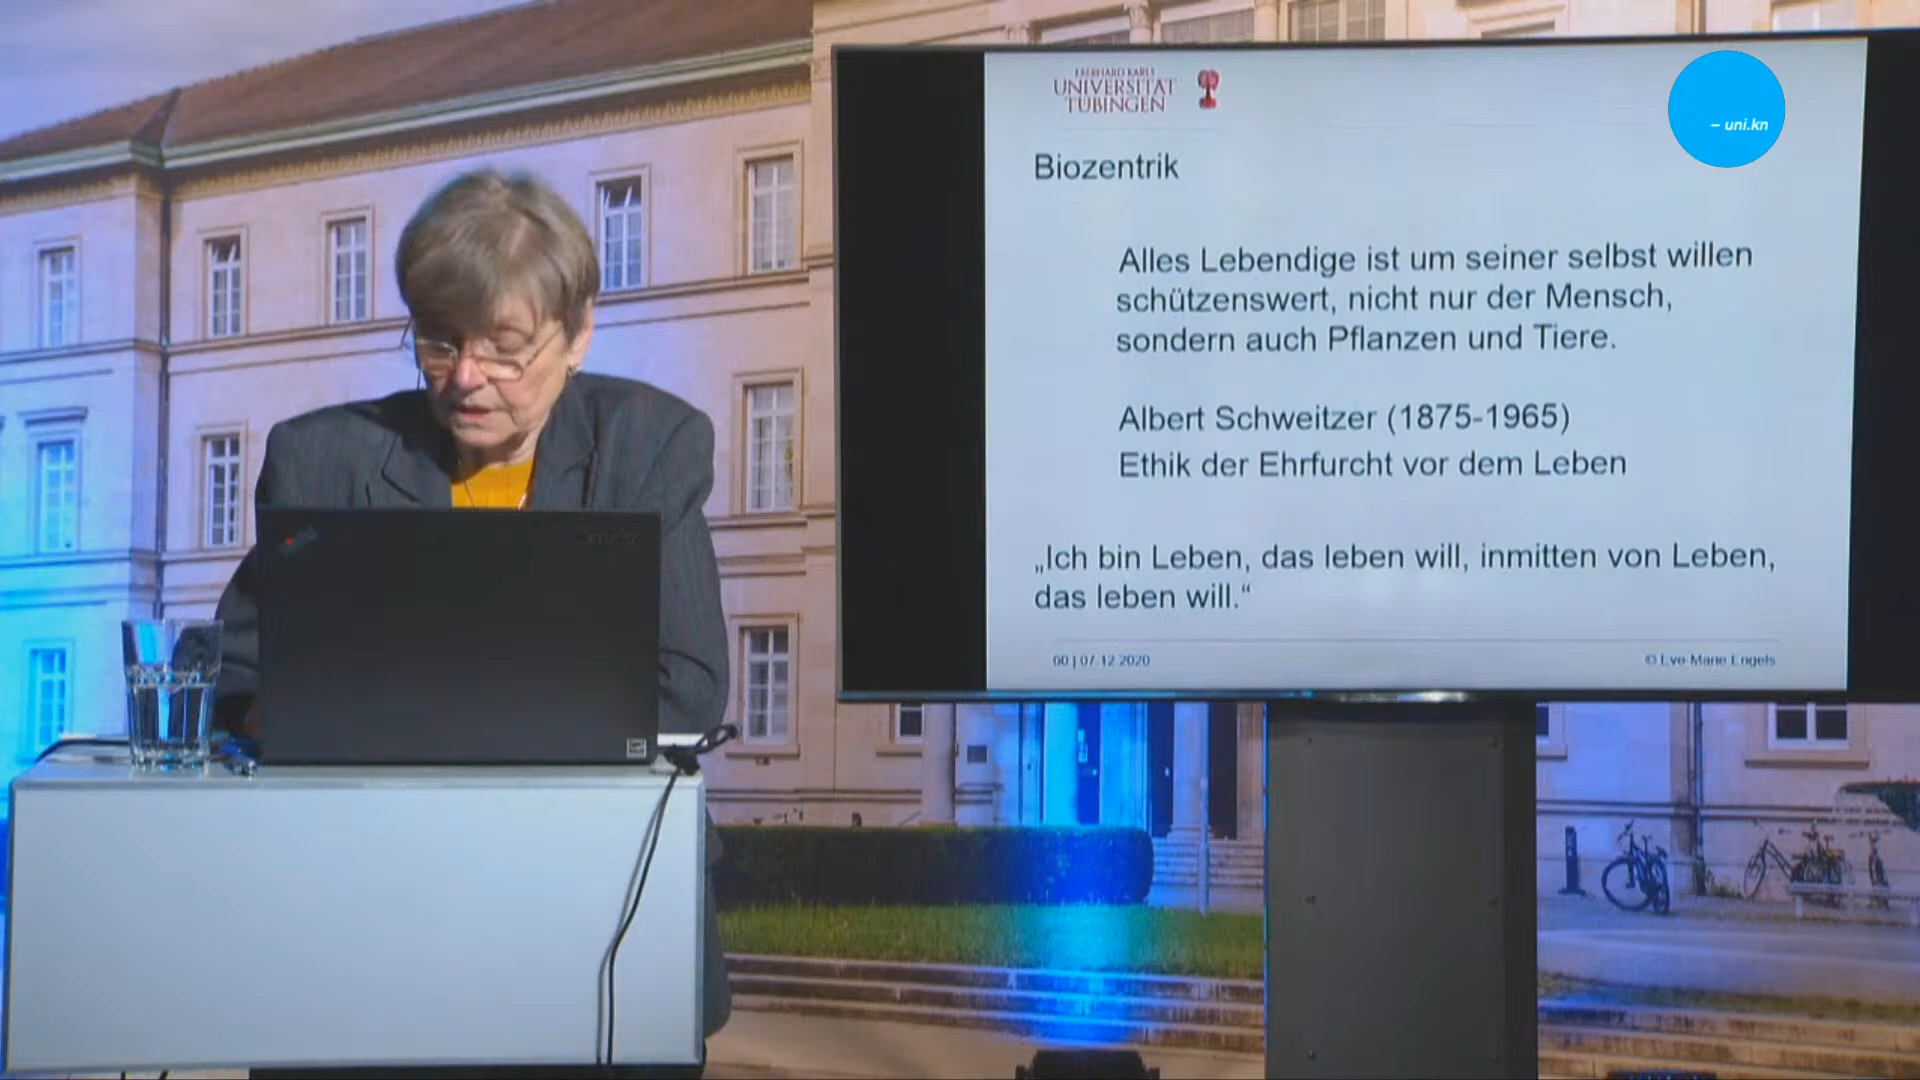 EBERHARD KARLS
UNIVERSITÄT
TÜBINGEN
– uni.kn
Biozentrik
Alles Lebendige ist um seiner selbst willen
schützenswert, nicht nur der Mensch,
sondern auch Pflanzen und Tiere.
Albert Schweitzer (1875-1965)
Ethik der Ehrfurcht vor dem Leben
„Ich bin Leben, das leben will, inmitten von Leben,
das leben will.“
60 | 07.12.2020
© Eve-Marie Engels